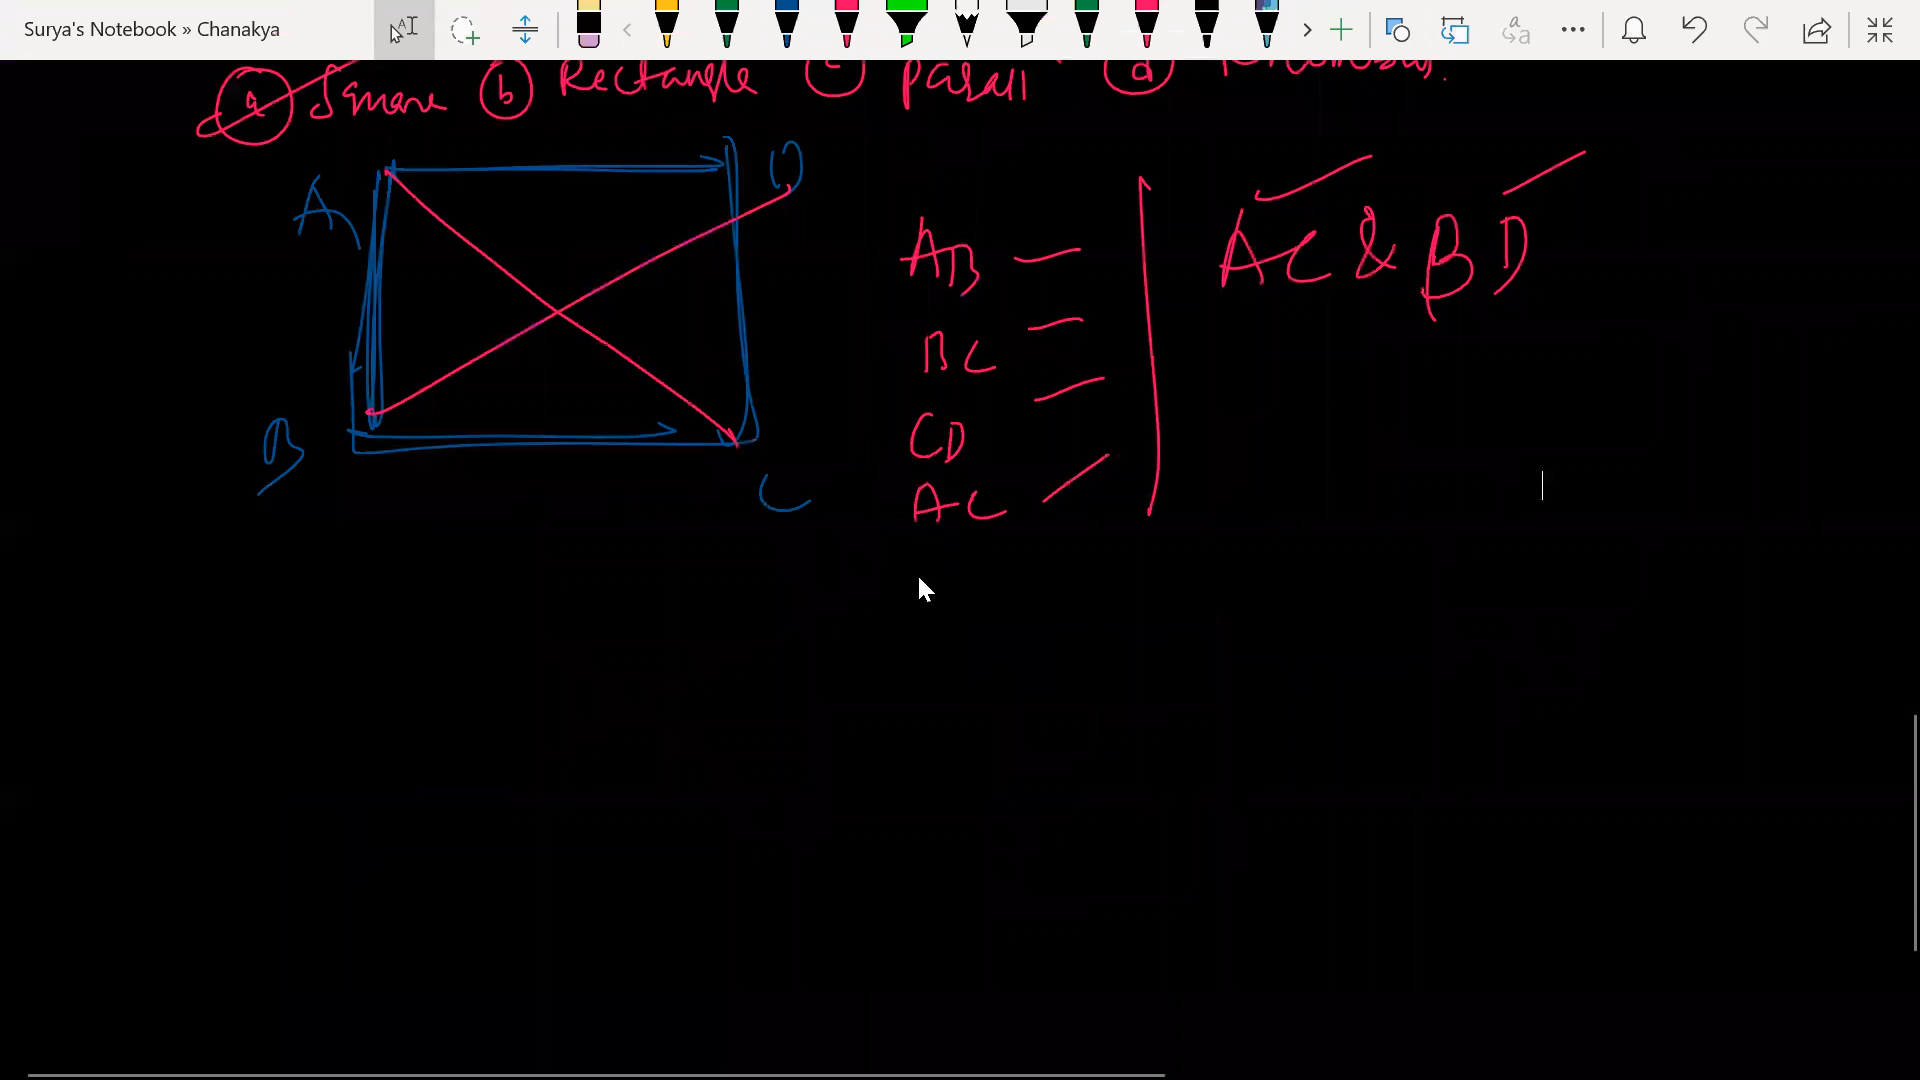 Surya's Notebook » Chanakya
(a) Square (b) Rectangle (c) Parall (d)
A
D
B
C
AB —
BC —
CD —
AC —
AC & BD